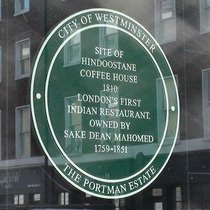 CITY OF WESTMINSTER
SITE OF
HINDOOSTANE
COFFEE HOUSE
1810
LONDON'S FIRST
INDIAN RESTAURANT.
OWNED BY
SAKE DEAN MAHOMED
1759-1851
THE PORTMAN ESTATE